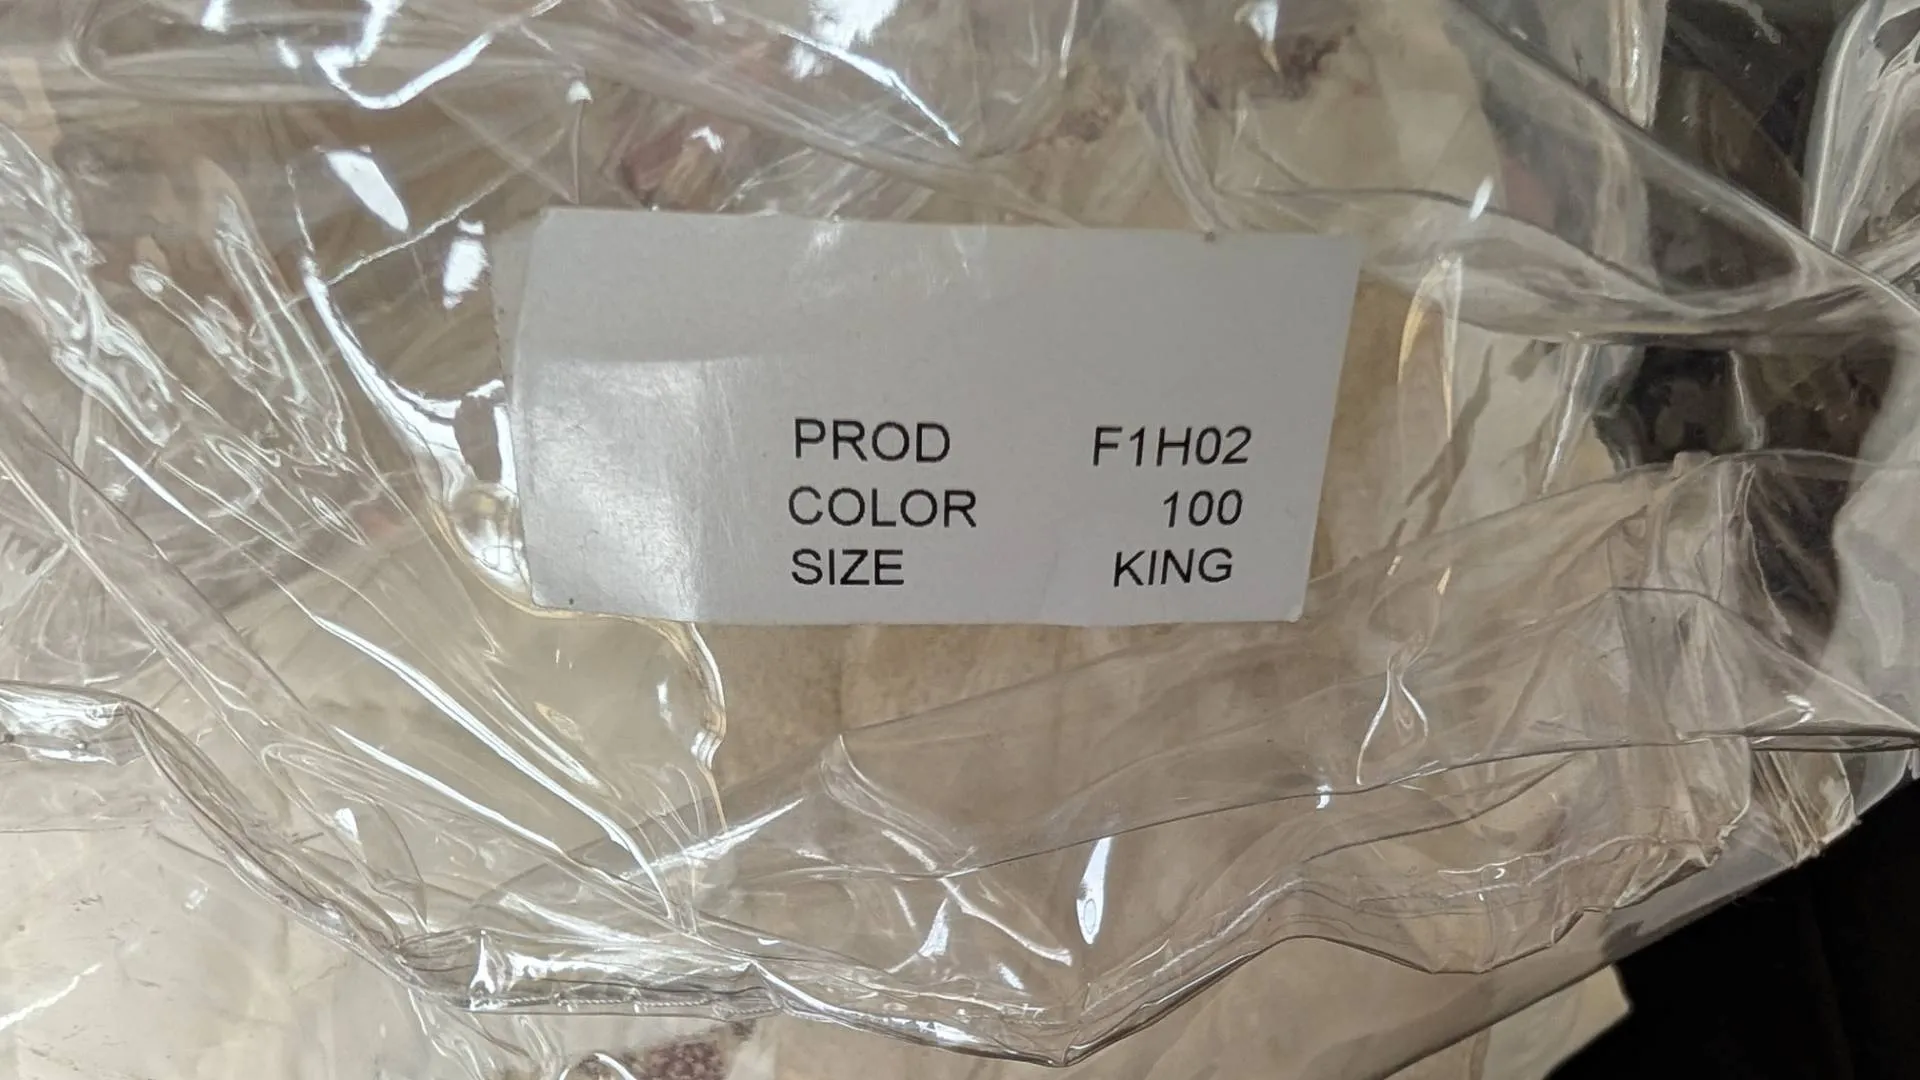 PROD F1H02
COLOR 100
SIZE KING